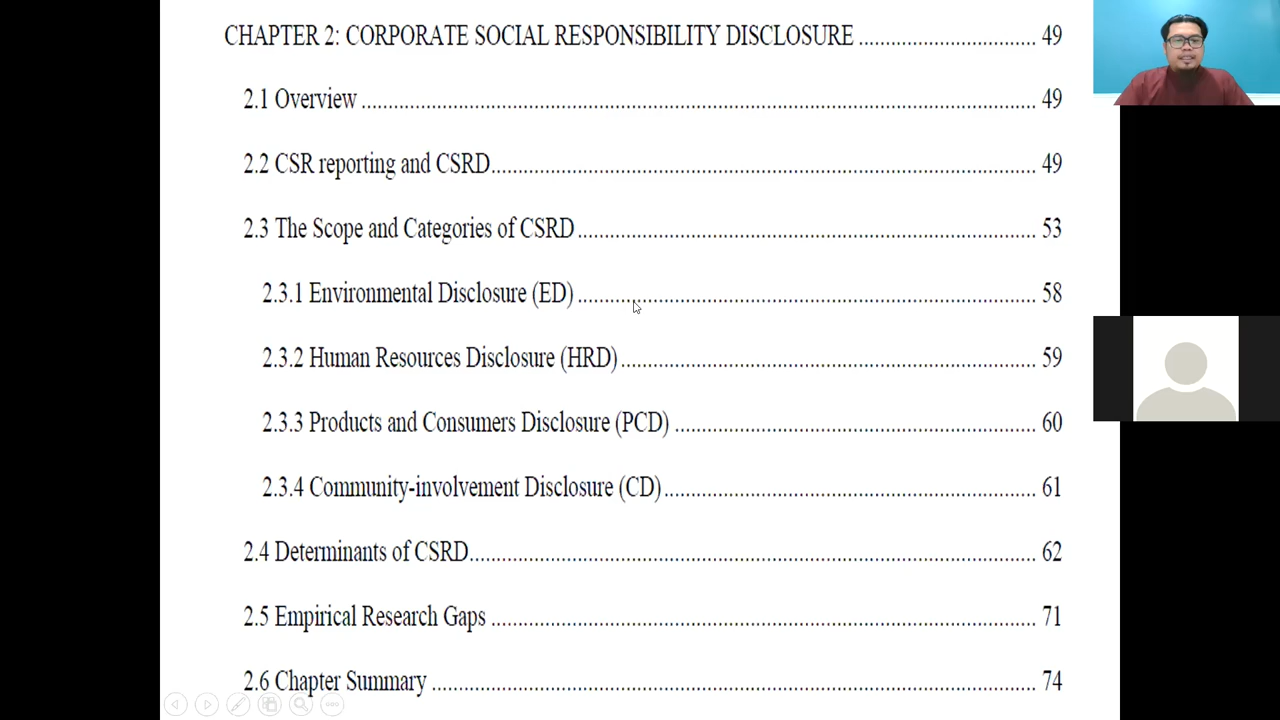 CHAPTER 2: CORPORATE SOCIAL RESPONSIBILITY DISCLOSURE ................................. 49
2.1 Overview ................................................................................................ 49
2.2 CSR reporting and CSRD................................................................................ 49
2.3 The Scope and Categories of CSRD ................................................................ 53
2.3.1 Environmental Disclosure (ED) ................................................................ 58
2.3.2 Human Resources Disclosure (HRD) ........................................................... 59
2.3.3 Products and Consumers Disclosure (PCD) ................................................... 60
2.3.4 Community-involvement Disclosure (CD) ..................................................... 61
2.4 Determinants of CSRD................................................................................... 62
2.5 Empirical Research Gaps ................................................................................ 71
2.6 Chapter Summary ......................................................................................... 74